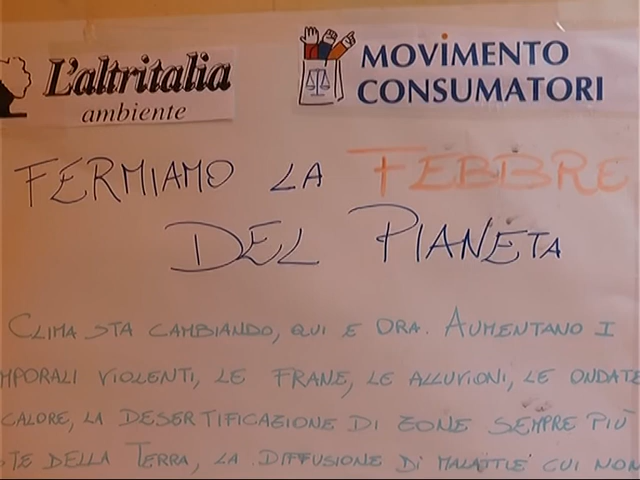 L'altritalia
ambiente
MOVIMENTO
CONSUMATORI
FERMIAMO LA FEBBRE
DEL PIANETA
CLIMA STA CAMBIANDO, QUI E ORA. AUMENTANO I
MPORALI VIOLENTI, LE FRANE, LE ALLUVIONI, LE ONDATE
CALORE, LA DESERTIFICAZIONE DI ZONE SEMPRE PIÙ
STE DELLA TERRA, LA DIFFUSIONE DI MALATTIE CUI NON